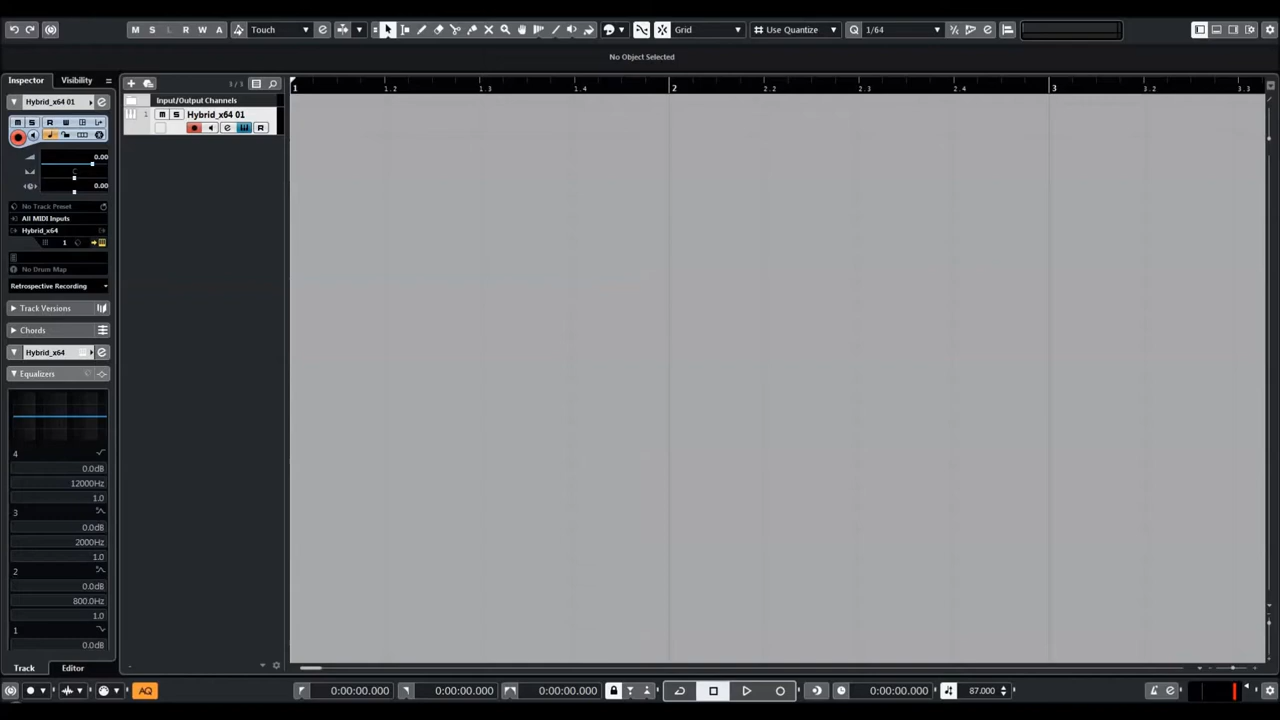 M S L R W A Touch Grid Use Quantize Q 1/64
No Object Selected
Inspector Visibility
3 / 3
1 1.2 1.3 1.4 2 2.2 2.3 2.4 3 3.2 3.3
Input/Output Channels
Hybrid_x64 01
1 M S Hybrid_x64 01
M S R W
R
0.00
C
0.00
No Track Preset
All MIDI Inputs
Hybrid_x64
1
No Drum Map
Retrospective Recording
Track Versions
Chords
Hybrid_x64
Equalizers
4
0.0dB
12000Hz
1.0
3
0.0dB
2000Hz
1.0
2
0.0dB
800.0Hz
1.0
1
0.0dB
Track Editor
AQ 0:00:00.000 0:00:00.000 0:00:00.000 0:00:00.000 87.000